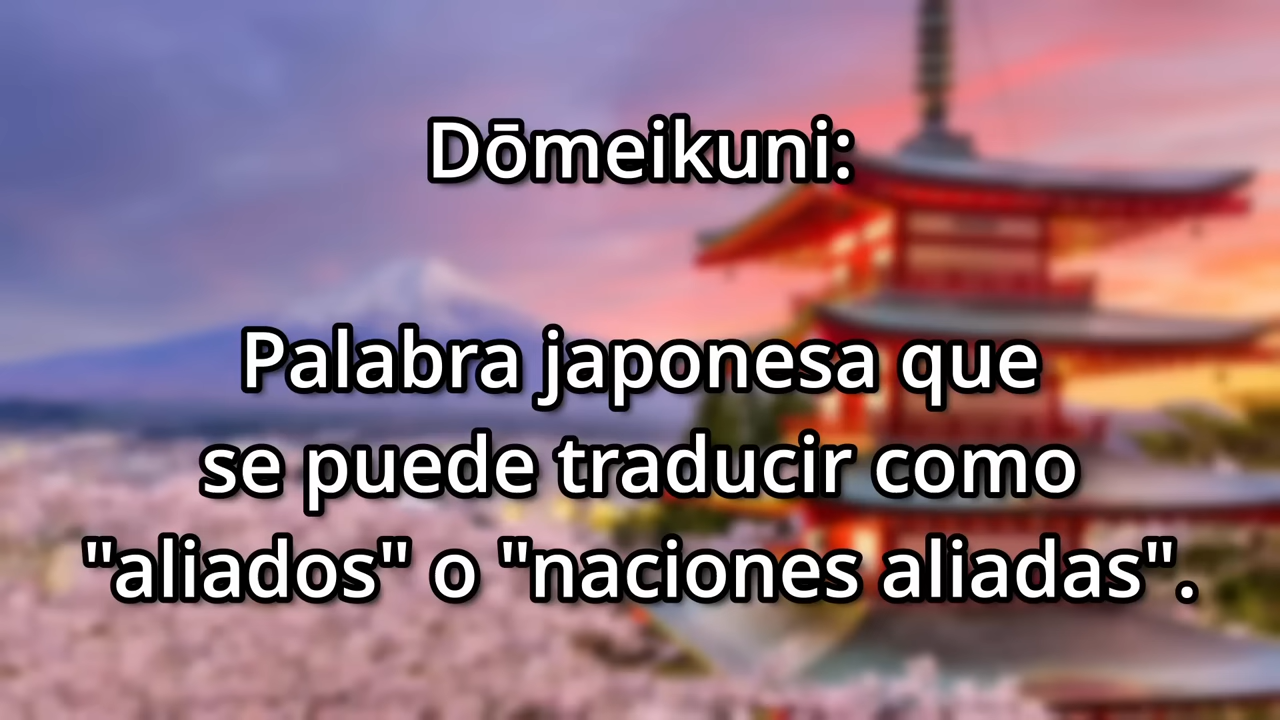 Dōmeikuni:
Palabra japonesa que
se puede traducir como
"aliados" o "naciones aliadas".